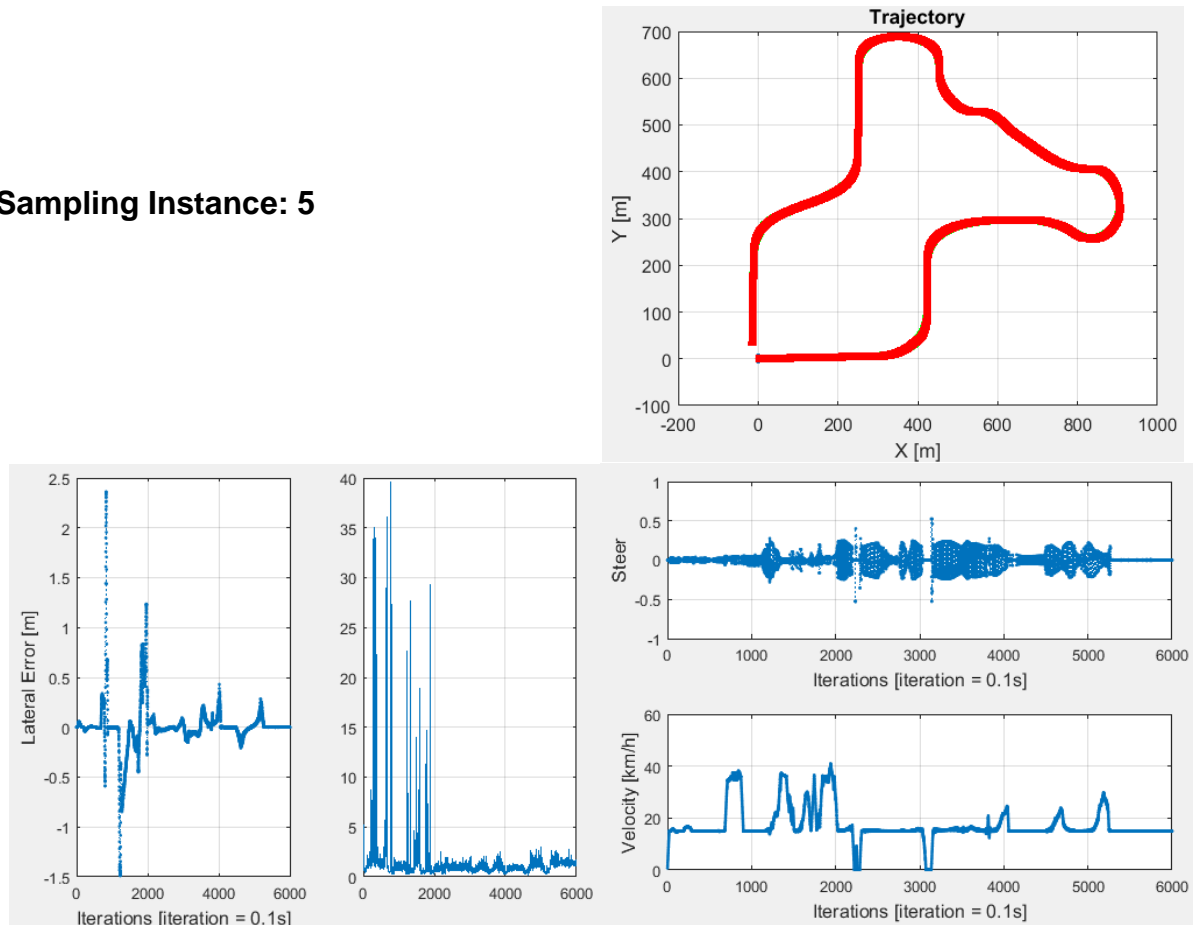 Trajectory
700
600
500
400
300
200
100
0
-100
Y [m]
-200 0 200 400 600 800 1000
X [m]
Sampling Instance: 5
2.5
2
1.5
1
0.5
0
-0.5
-1
-1.5
Lateral Error [m]
0 2000 4000 6000
Iterations [iteration = 0.1s]
40
35
30
25
20
15
10
5
0
0 2000 4000 6000
1
0.5
0
-0.5
-1
Steer
0 1000 2000 3000 4000 5000 6000
Iterations [iteration = 0.1s]
60
40
20
0
Velocity [km/h]
0 1000 2000 3000 4000 5000 6000
Iterations [iteration = 0.1s]